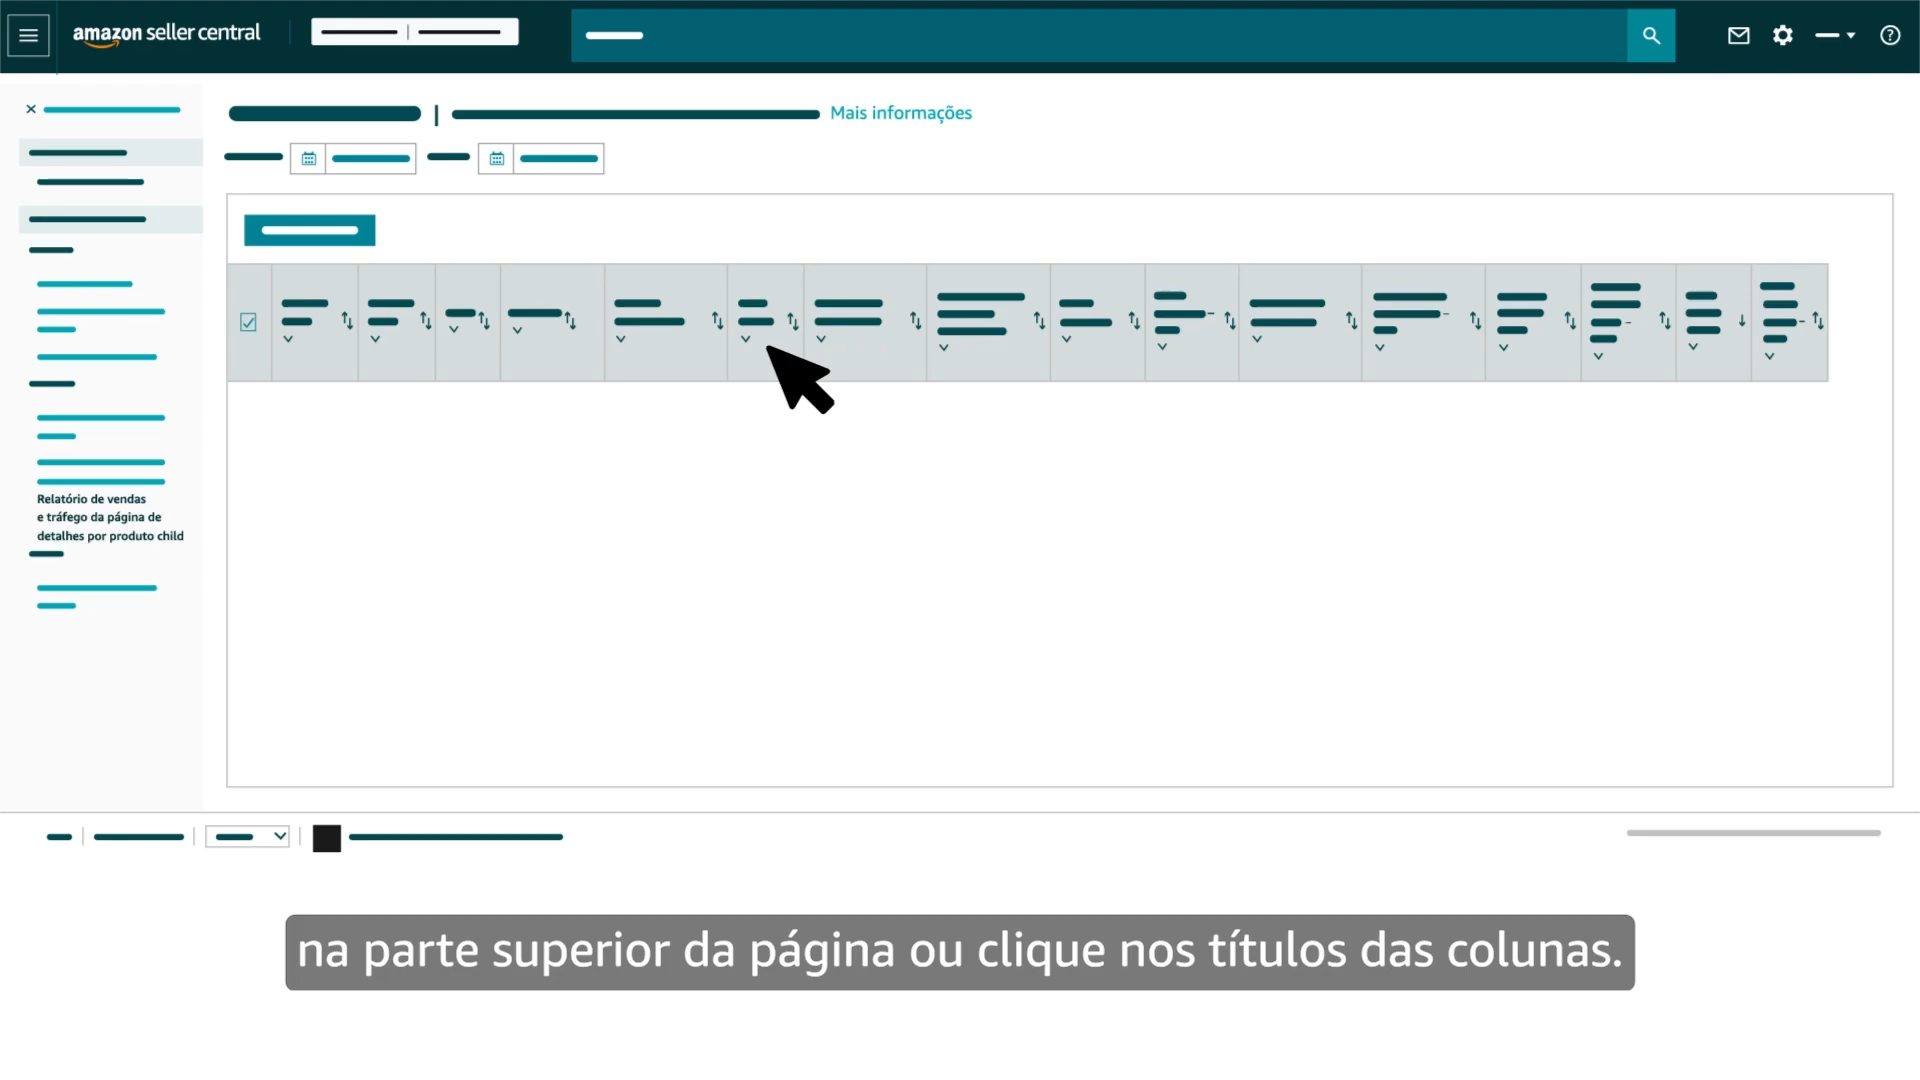 amazon seller central
Mais informações
Relatório de vendas
e tráfego da página de
detalhes por produto child
na parte superior da página ou clique nos títulos das colunas.